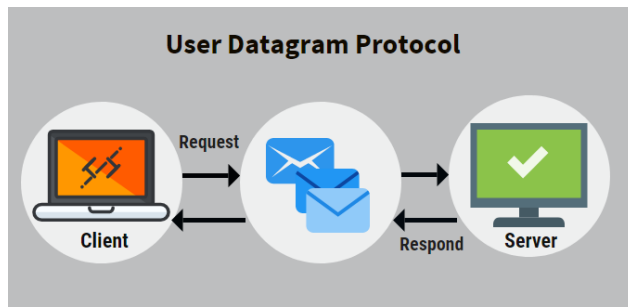 User Datagram Protocol
Request
Client
Respond
Server